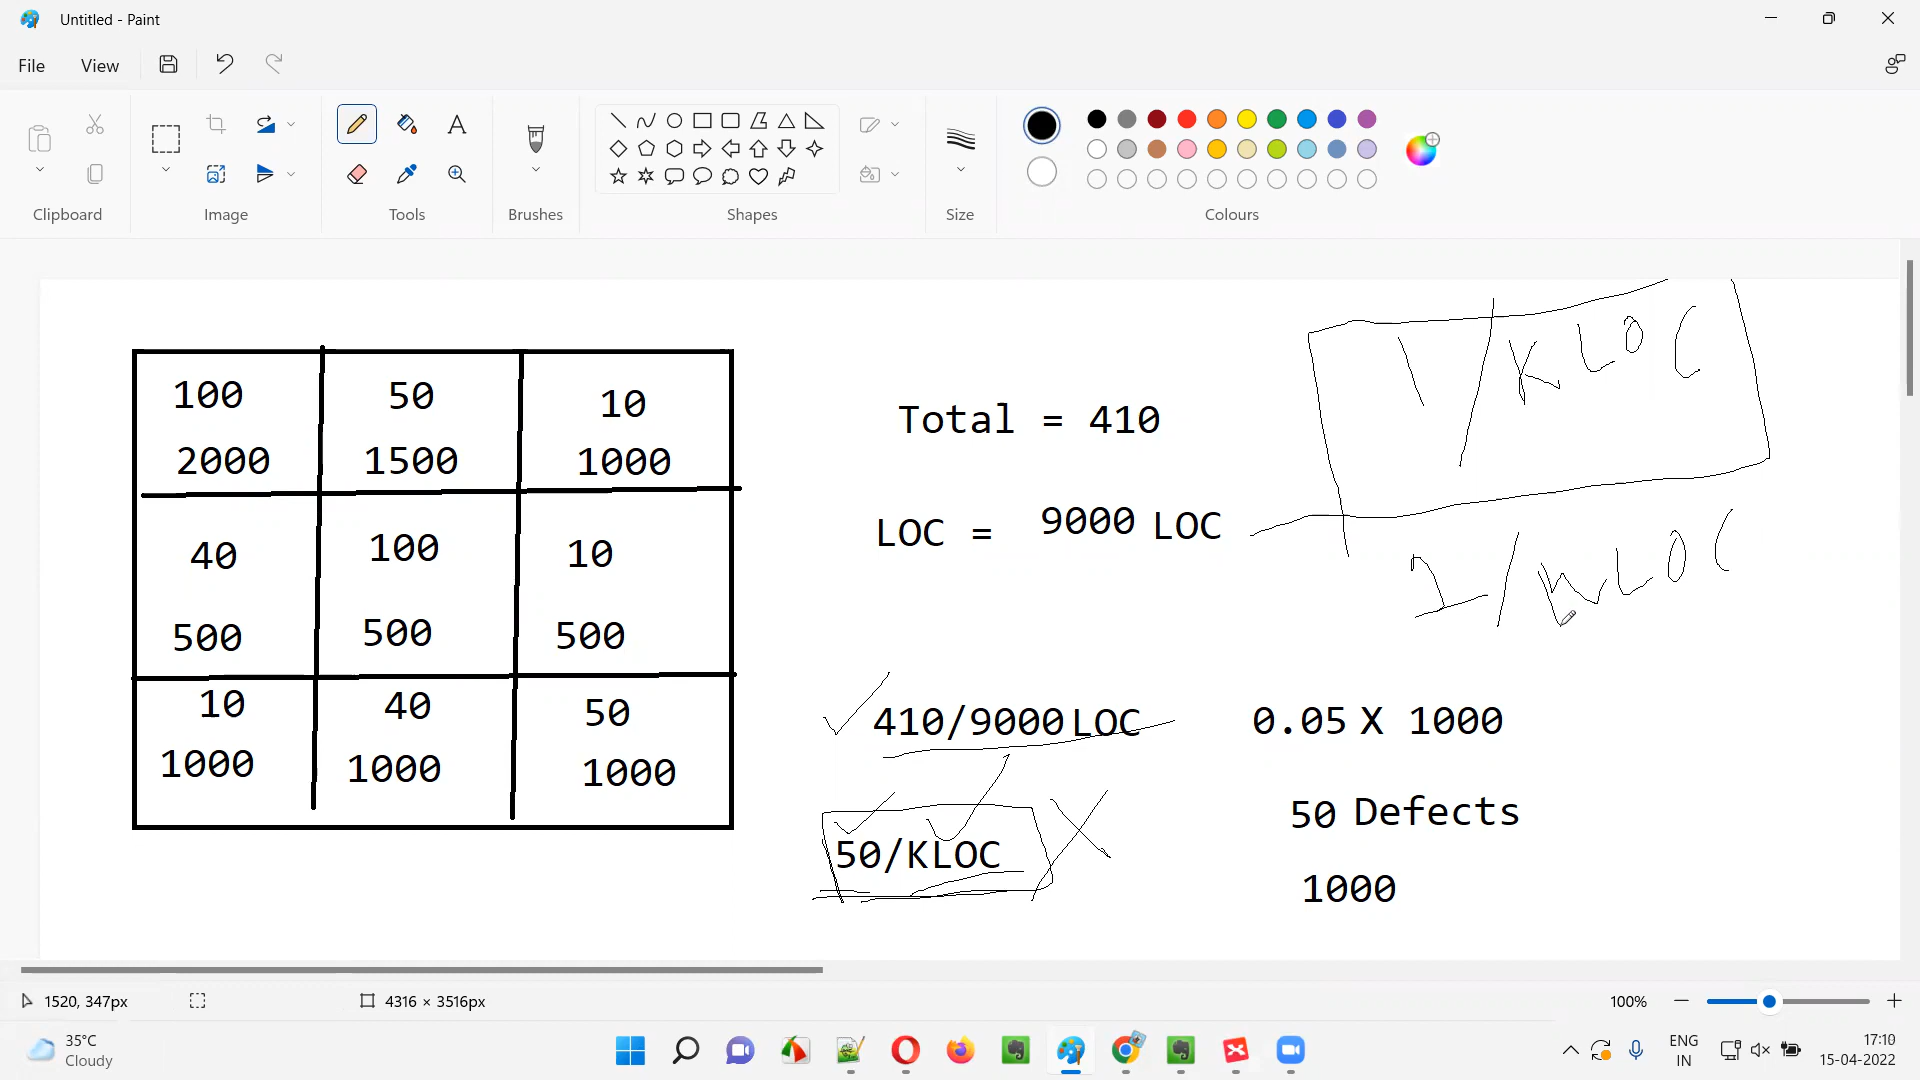 Untitled - Paint
File View
Clipboard Image Tools Brushes Shapes Size Colours
100 50 10
2000 1500 1000
40 100 10
500 500 500
10 40 50
1000 1000 1000
Total = 410
LOC = 9000 LOC
1/KLOC
1/KLOC
410/9000 LOC
50/KLOC
0.05 X 1000
50 Defects
1000
1520, 347px
4316 × 3516px
100%
35°C
Cloudy
ENG
IN
17:10
15-04-2022